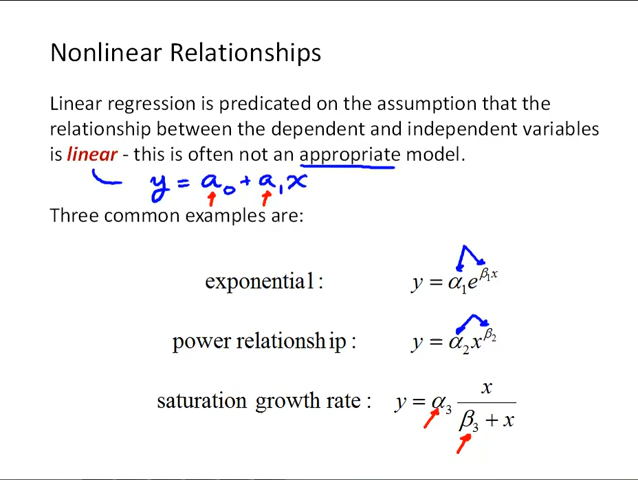 Nonlinear Relationships
Linear regression is predicated on the assumption that the
relationship between the dependent and independent variables
is linear - this is often not an appropriate model.
y = a₀ + a₁x
Three common examples are:
exponential : y = α₁e^(β₁x)
power relationship : y = α₂x^(β₂)
saturation growth rate : y = α₃ x/(β₃ + x)